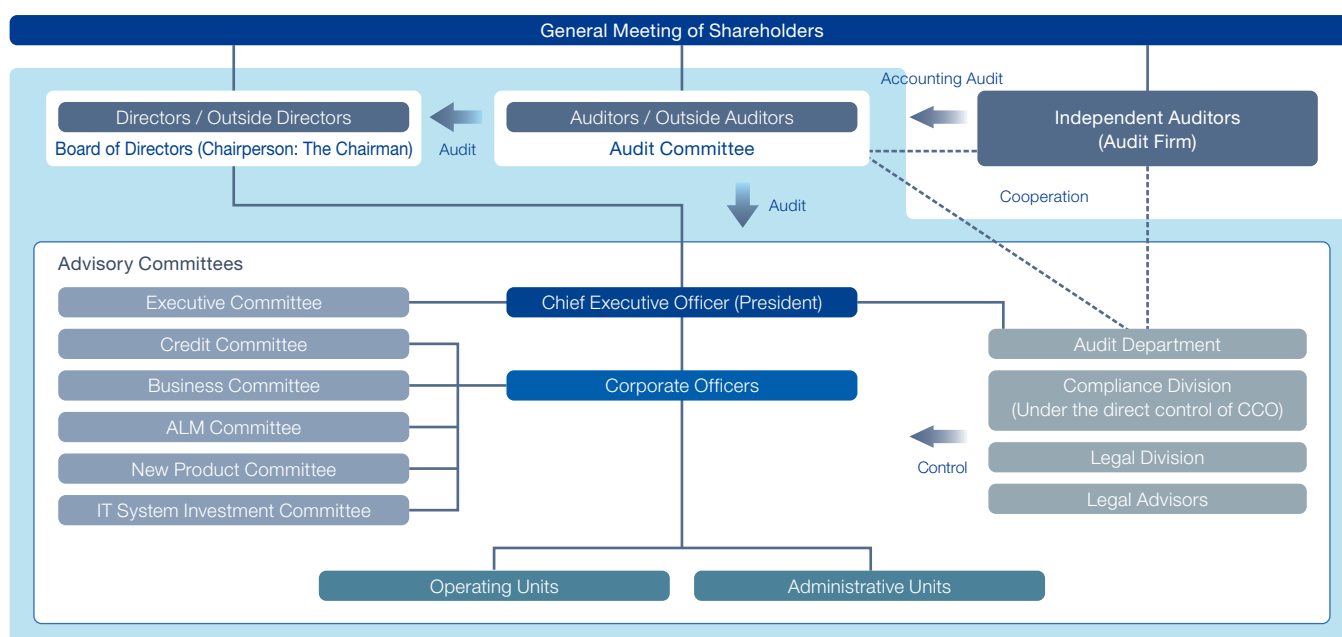 General Meeting of Shareholders
Accounting Audit
Directors / Outside Directors
Board of Directors (Chairperson: The Chairman)
Audit
Auditors / Outside Auditors
Audit Committee
Independent Auditors
(Audit Firm)
Cooperation
Audit
Advisory Committees
Executive Committee
Credit Committee
Business Committee
ALM Committee
New Product Committee
IT System Investment Committee
Chief Executive Officer (President)
Corporate Officers
Audit Department
Compliance Division
(Under the direct control of CCO)
Control
Legal Division
Legal Advisors
Operating Units
Administrative Units